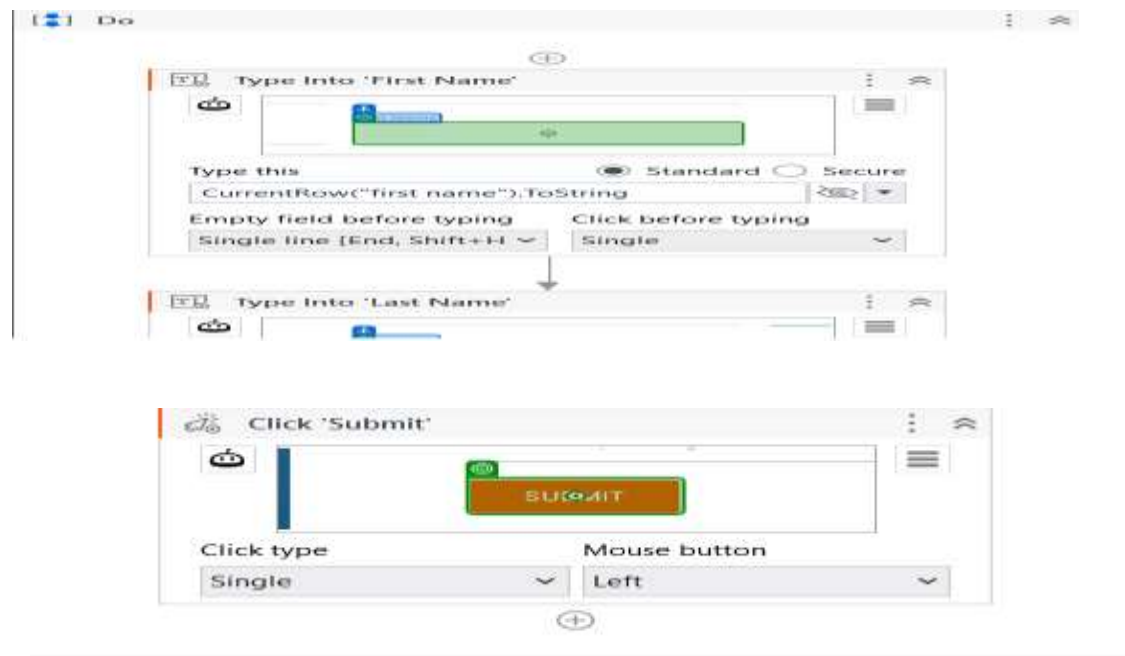 Do
Type Into 'First Name'
Type this Standard Secure
CurrentRow("first name").ToString
Empty field before typing Click before typing
Single line [End, Shift+H Single
Type Into 'Last Name'
Click 'Submit'
SUBMIT
Click type Mouse button
Single Left